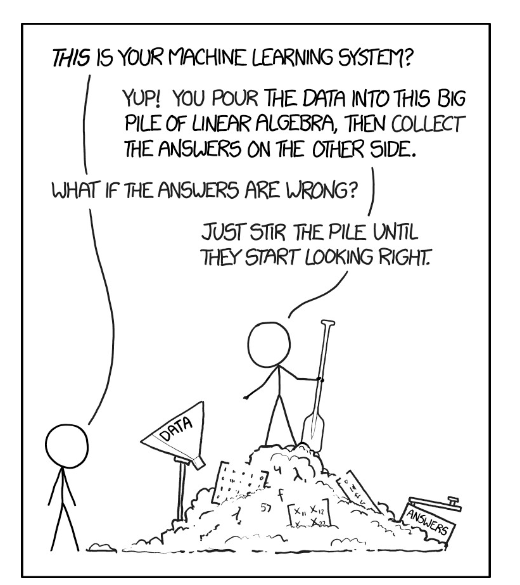 THIS IS YOUR MACHINE LEARNING SYSTEM?
YUP! YOU POUR THE DATA INTO THIS BIG
PILE OF LINEAR ALGEBRA, THEN COLLECT
THE ANSWERS ON THE OTHER SIDE.
WHAT IF THE ANSWERS ARE WRONG?
JUST STIR THE PILE UNTIL
THEY START LOOKING RIGHT.
DATA
ANSWERS